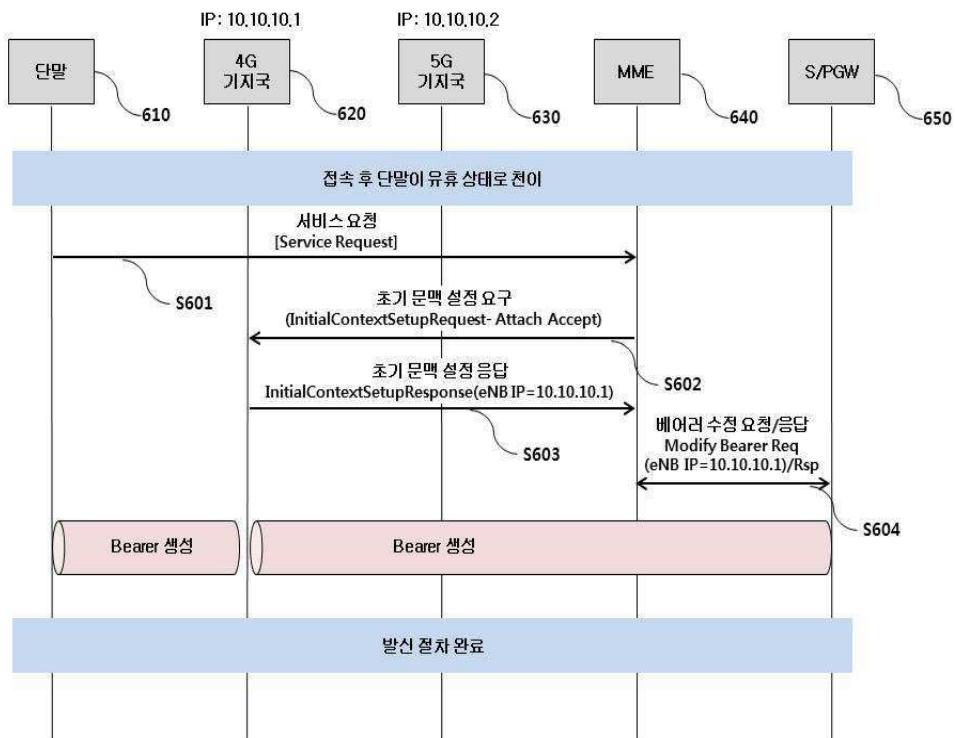 IP: 10.10.10.1
IP: 10.10.10.2
단말
4G
기지국
5G
기지국
MME
S/PGW
610
620
630
640
650
접속 후 단말이 유휴 상태로 천이
서비스 요청
[Service Request]
S601
초기 문맥 설정 요구
(InitialContextSetupRequest- Attach Accept)
S602
초기 문맥 설정 응답
InitialContextSetupResponse(eNB IP=10.10.10.1)
S603
베어러 수정 요청/응답
Modify Bearer Req
(eNB IP=10.10.10.1)/Rsp
S604
Bearer 생성
Bearer 생성
발신 절차 완료